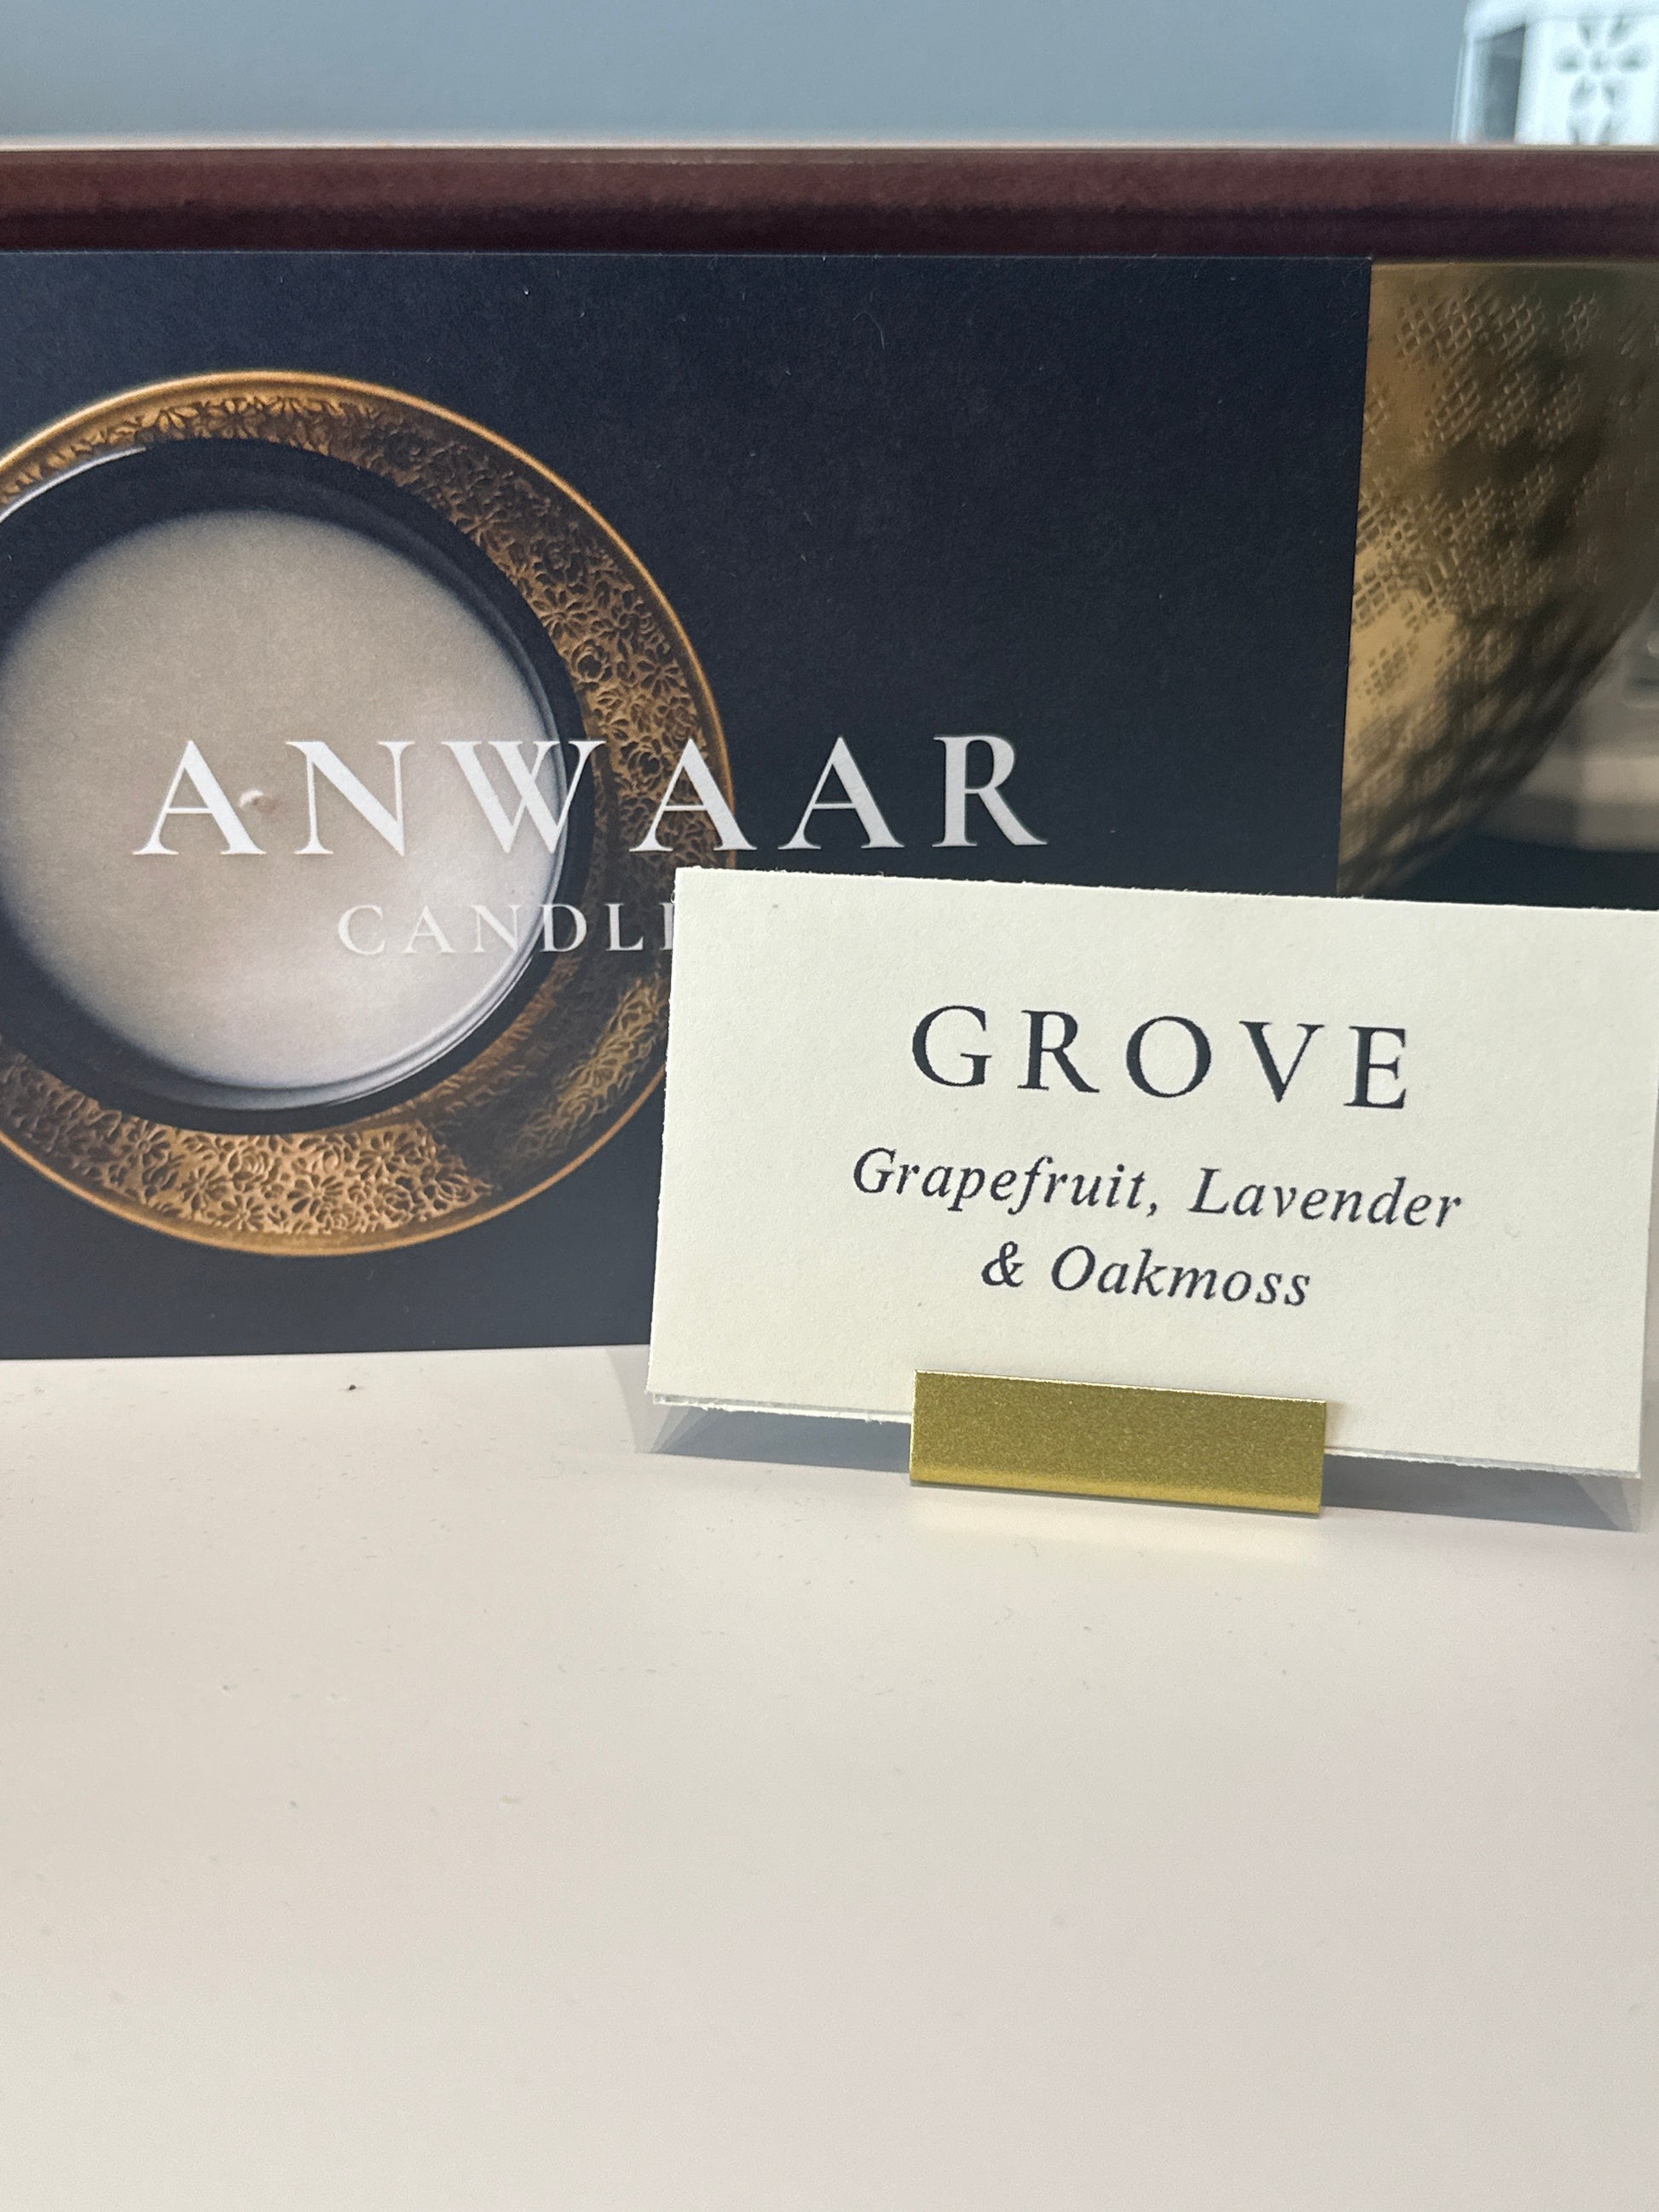 ANWAAR
GROVE
Grapefruit, Lavender
& Oakmoss